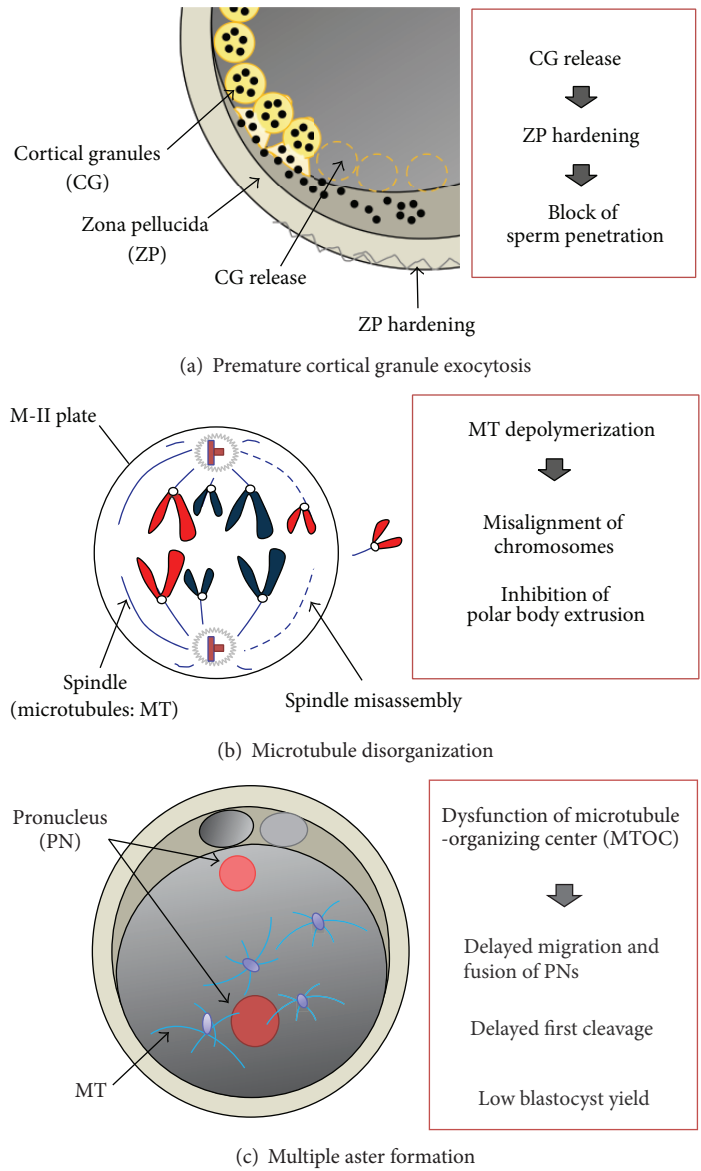 Cortical granules
(CG)
Zona pellucida
(ZP)
CG release
ZP hardening
CG release
ZP hardening
Block of
sperm penetration
(a) Premature cortical granule exocytosis
M-II plate
Spindle
(microtubules: MT)
Spindle misassembly
MT depolymerization
Misalignment of
chromosomes
Inhibition of
polar body extrusion
(b) Microtubule disorganization
Pronucleus
(PN)
MT
Dysfunction of microtubule
-organizing center (MTOC)
Delayed migration and
fusion of PNs
Delayed first cleavage
Low blastocyst yield
(c) Multiple aster formation